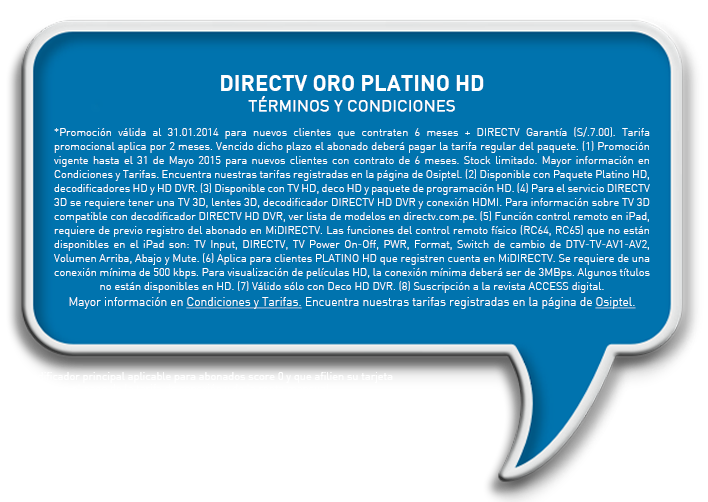 DIRECTV ORO PLATINO HD
TÉRMINOS Y CONDICIONES
*Promoción válida al 31.01.2014 para nuevos clientes que contraten 6 meses + DIRECTV Garantía (S/.7.00). Tarifa
promocional aplica por 2 meses. Vencido dicho plazo el abonado deberá pagar la tarifa regular del paquete. (1) Promoción
vigente hasta el 31 de Mayo 2015 para nuevos clientes con contrato de 6 meses. Stock limitado. Mayor información en
Condiciones y Tarifas. Encuentra nuestras tarifas registradas en la página de Osiptel. (2) Disponible con Paquete Platino HD,
decodificadores HD y HD DVR. (3) Disponible con TV HD, deco HD y paquete de programación HD. (4) Para el servicio DIRECTV
3D se requiere tener una TV 3D, lentes 3D, decodificador DIRECTV HD DVR y conexión HDMI. Para información sobre TV 3D
compatible con decodificador DIRECTV HD DVR, ver lista de modelos en directv.com.pe. (5) Función control remoto en iPad,
requiere de previo registro del abonado en MiDIRECTV. Las funciones del control remoto físico (RC64, RC65) que no están
disponibles en el iPad son: TV Input, DIRECTV, TV Power On-Off, PWR, Format, Switch de cambio de DTV-TV-AV1-AV2,
Volumen Arriba, Abajo y Mute. (6) Aplica para clientes PLATINO HD que registren cuenta en MiDIRECTV. Se requiere de una
conexión mínima de 500 kbps. Para visualización de películas HD, la conexión mínima deberá ser de 3MBps. Algunos títulos
no están disponibles en HD. (7) Válido sólo con Deco HD DVR. (8) Suscripción a la revista ACCESS digital.
Mayor información en Condiciones y Tarifas. Encuentra nuestras tarifas registradas en la página de Osiptel.
principal aplicable para abonados score 0 y que afilien su tarjeta